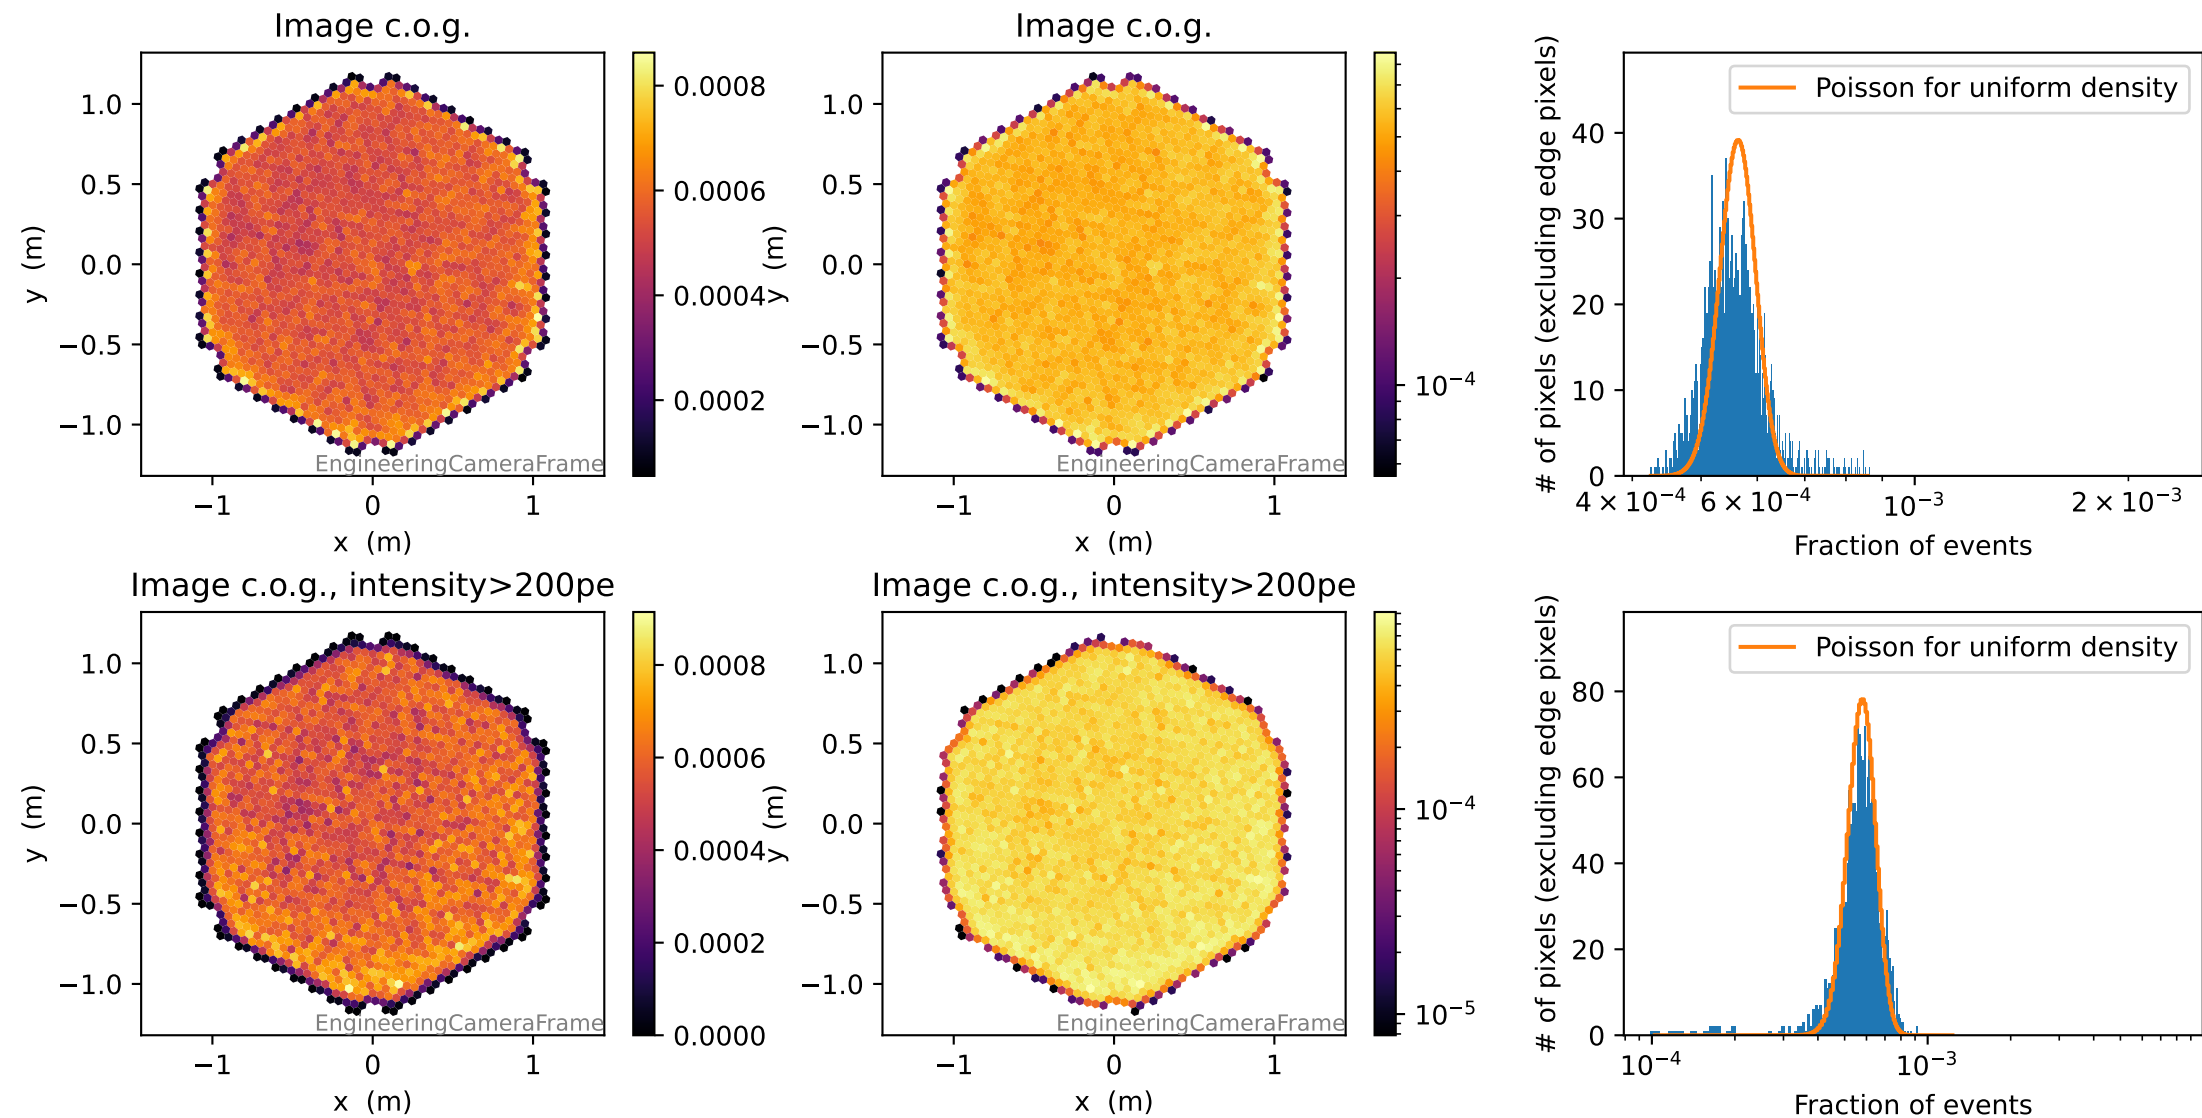 Image c.o.g.
1.0
0.5
0.0
−0.5
−1.0
y (m)
−1
0
1
x (m)
EngineeringCameraFrame
0.0008
0.0006
0.0004
0.0002
Image c.o.g.
1.0
0.5
0.0
−0.5
−1.0
y (m)
−1
0
1
x (m)
EngineeringCameraFrame
10⁻⁴
Poisson for uniform density
# of pixels (excluding edge pixels)
40
30
20
10
0
4 × 10⁻⁴
6 × 10⁻⁴
10⁻³
2 × 10⁻³
Fraction of events
Image c.o.g., intensity>200pe
1.0
0.5
0.0
−0.5
−1.0
y (m)
−1
0
1
x (m)
EngineeringCameraFrame
0.0008
0.0006
0.0004
0.0002
0.0000
Image c.o.g., intensity>200pe
1.0
0.5
0.0
−0.5
−1.0
y (m)
−1
0
1
x (m)
EngineeringCameraFrame
10⁻⁴
10⁻⁵
Poisson for uniform density
# of pixels (excluding edge pixels)
80
60
40
20
0
10⁻⁴
10⁻³
Fraction of events